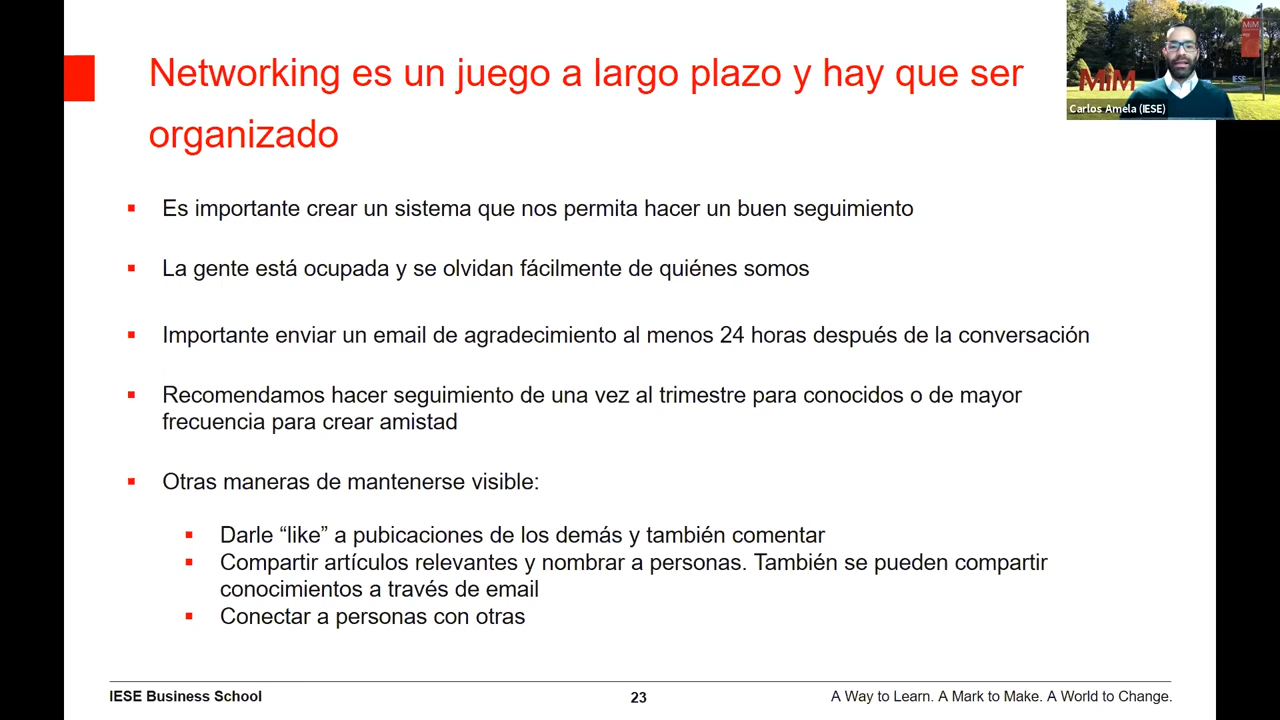 Networking es un juego a largo plazo y hay que ser
organizado
MiM
MiM
IESE
Carlos Amela (IESE)
Es importante crear un sistema que nos permita hacer un buen seguimiento
La gente está ocupada y se olvidan fácilmente de quiénes somos
Importante enviar un email de agradecimiento al menos 24 horas después de la conversación
Recomendamos hacer seguimiento de una vez al trimestre para conocidos o de mayor
frecuencia para crear amistad
Otras maneras de mantenerse visible:
Darle “like” a pubicaciones de los demás y también comentar
Compartir artículos relevantes y nombrar a personas. También se pueden compartir
conocimientos a través de email
Conectar a personas con otras
IESE Business School
23
A Way to Learn. A Mark to Make. A World to Change.